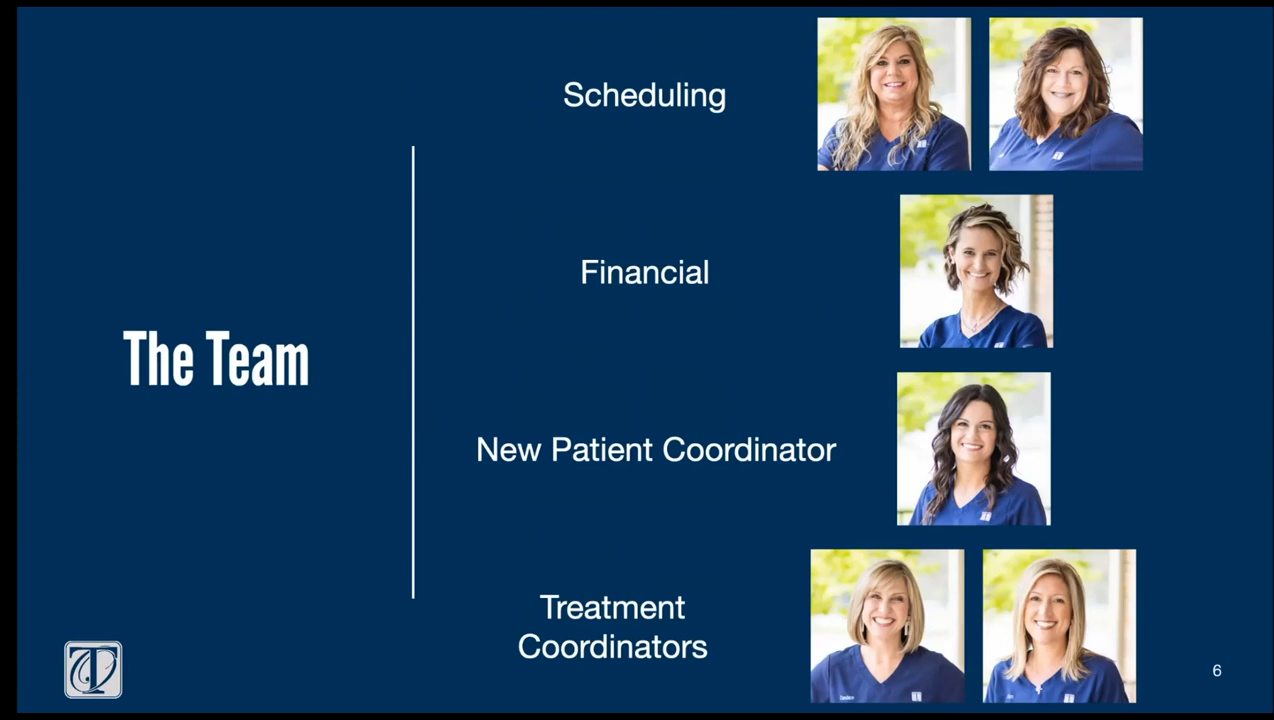 Scheduling
Financial
The Team
New Patient Coordinator
Treatment
Coordinators
6